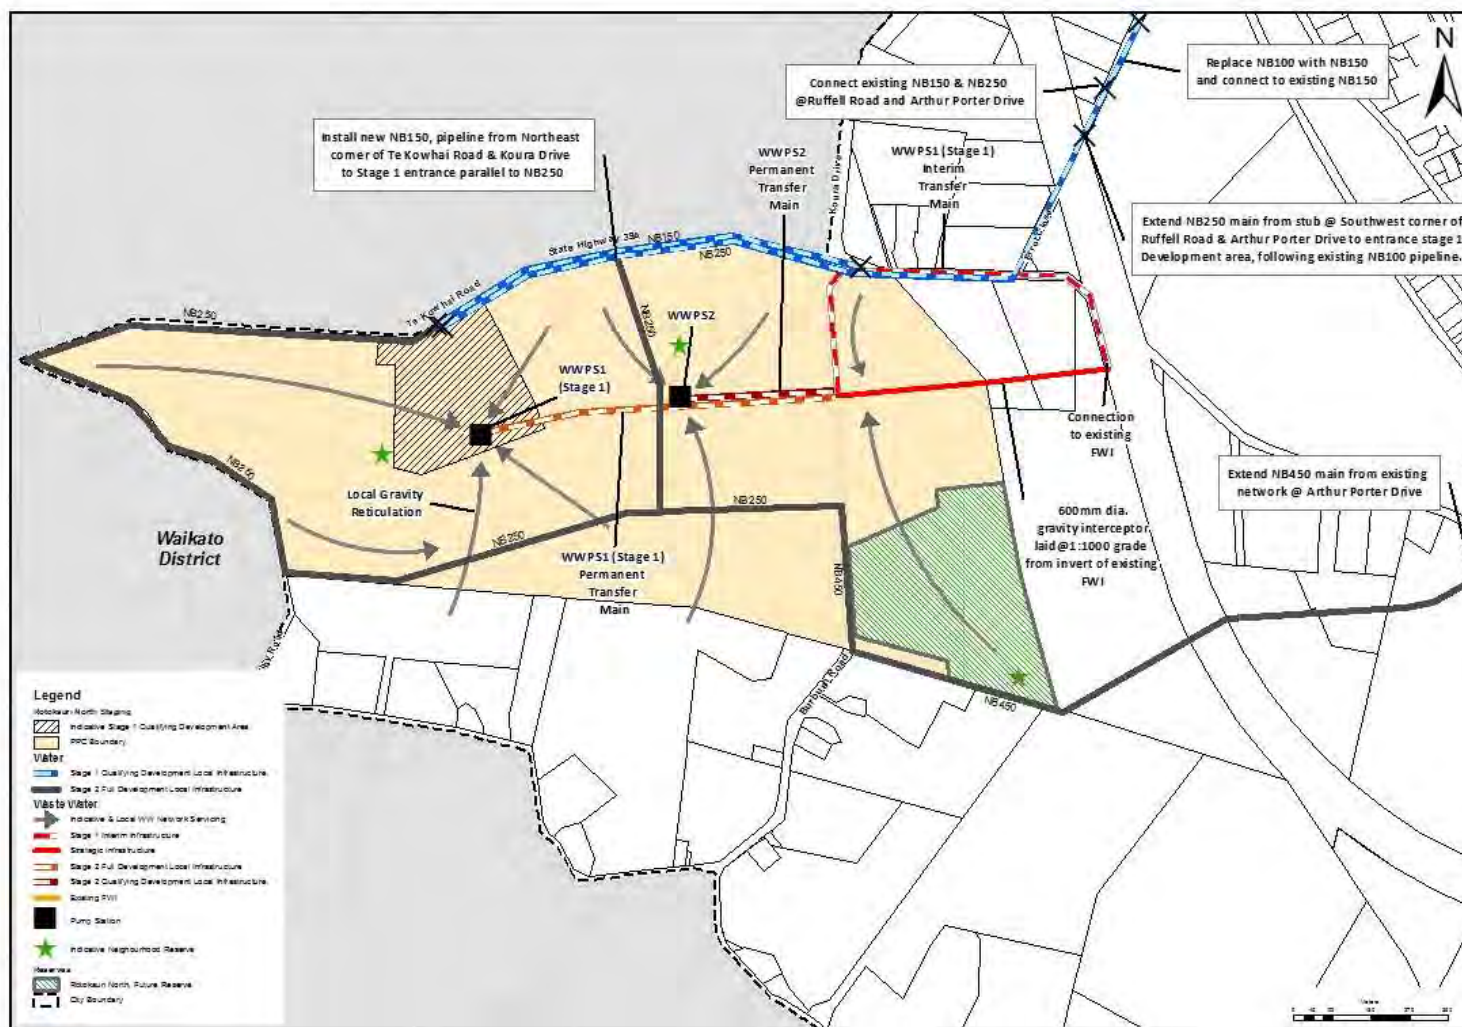 N
Replace NB100 with NB150
and connect to existing NB150
Connect existing NB150 & NB250
@Ruffell Road and Arthur Porter Drive
Install new NB150, pipeline from Northeast
corner of Te Kowhai Road & Koura Drive
to Stage 1 entrance parallel to NB250
WWPS2
Permanent
Transfer
Main
Koura Drive
WWPS1 (Stage 1)
Interim
Transfer
Main
Extend NB250 main from stub @ Southwest corner of
Ruffell Road & Arthur Porter Drive to entrance stage 1
Development area, following existing NB100 pipeline.
State Highway 39A
NB150
NB250
Te Kowhai Road
NB250
NB250
WWPS2
WWPS1
(Stage 1)
Connection
to existing
FWI
Extend NB450 main from existing
network @ Arthur Porter Drive
NB250
Local Gravity
Reticulation
NB250
600mm dia.
gravity interceptor
laid @1:1000 grade
from invert of existing
FWI
Waikato
District
NB250
WWPS1 (Stage 1)
Permanent
Transfer
Main
NB450
Burbush Road
NB450
Legend
Rotokauri North Staging
Indicative Stage 1 Qualifying Development Area
PPC Boundary
Water
Stage 1 Qualifying Development Local Infrastructure.
Stage 2 Full Development Local Infrastructure
Waste Water
Indicative & Local WW Network Servicing
Stage 1 Interim Infrastructure
Strategic Infrastructure
Stage 2 Full Development Local Infrastructure
Stage 2 Qualifying Development Local Infrastructure.
Existing FWI
Pump Station
Indicative Neighourhood Reserve
Reserves
Rotokauri North, Future Reserve
City Boundary